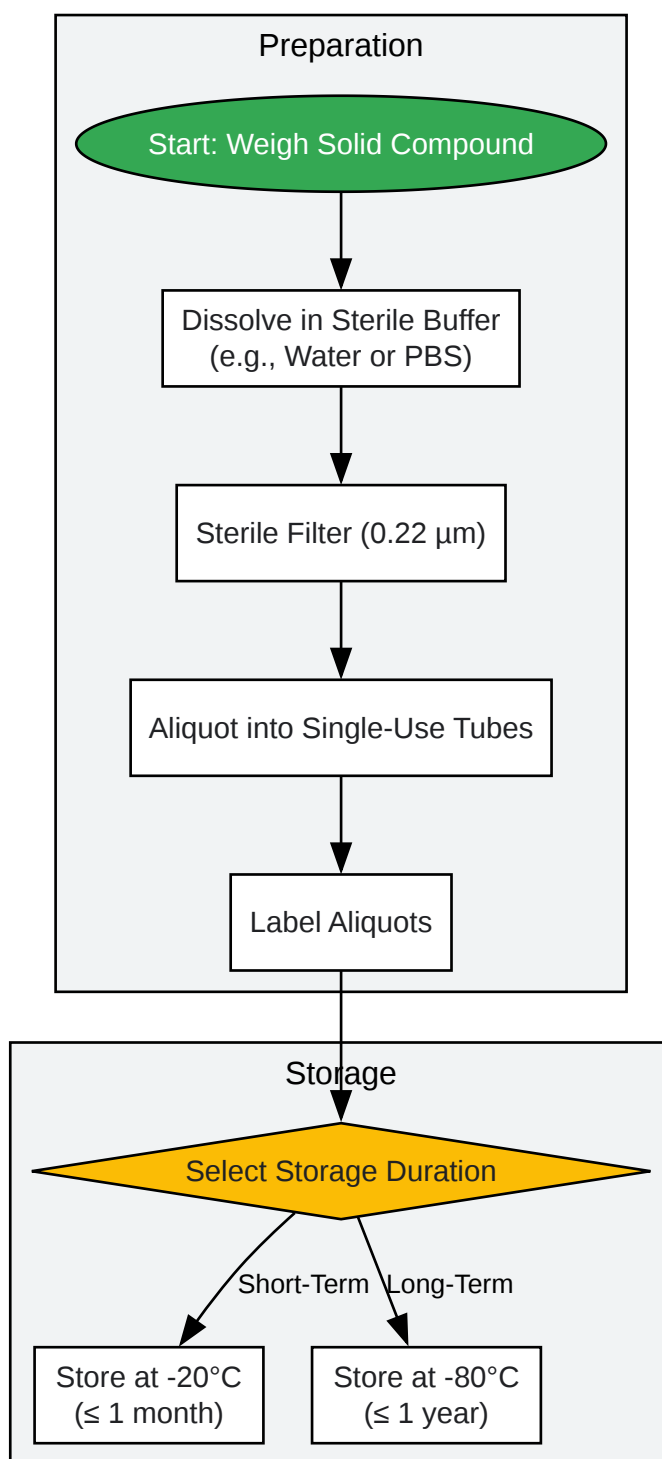 Preparation
Start: Weigh Solid Compound
Dissolve in Sterile Buffer
(e.g., Water or PBS)
Sterile Filter (0.22 µm)
Aliquot into Single-Use Tubes
Label Aliquots
Storage
Select Storage Duration
Short-Term
Long-Term
Store at -20°C
(≤ 1 month)
Store at -80°C
(≤ 1 year)